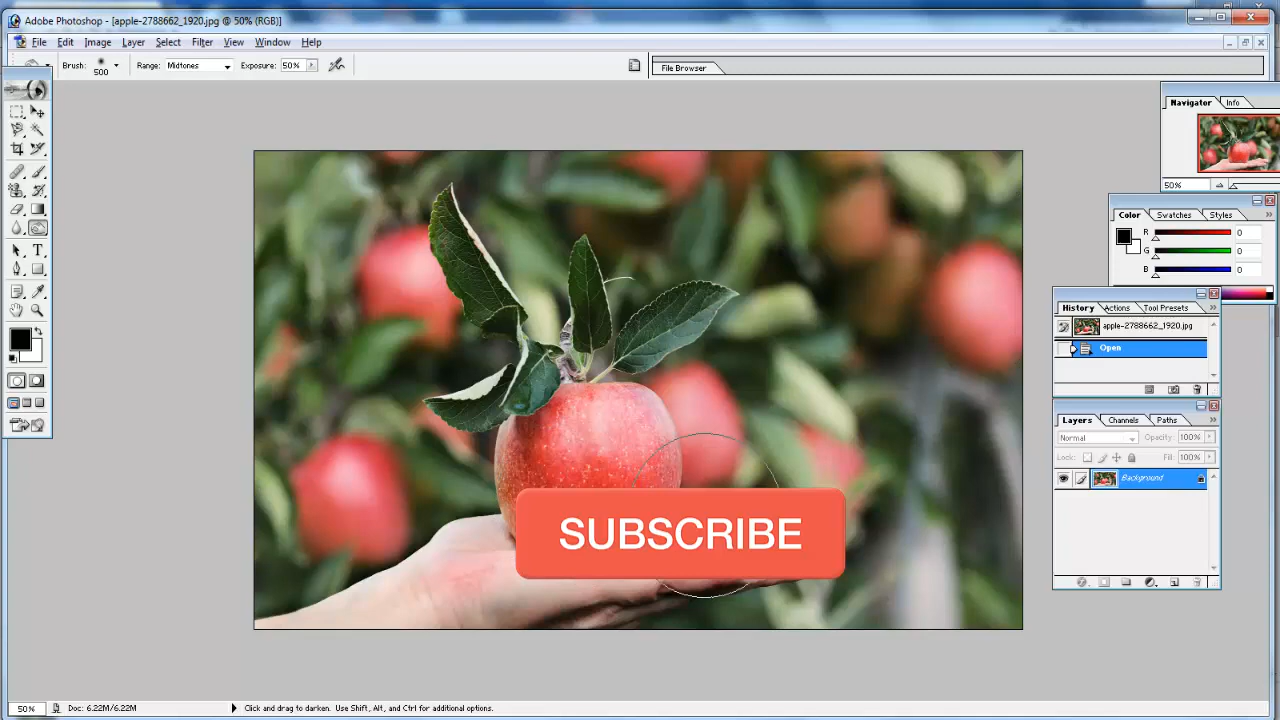 Adobe Photoshop - [apple-2788662_1920.jpg @ 50% (RGB)]
File Edit Image Layer Select Filter View Window Help
Brush: 500 Range: Midtones Exposure: 50% File Browser
Navigator Info
50%
Color Swatches Styles
R 0
G 0
B 0
History Actions Tool Presets
apple-2788662_1920.jpg
Open
Layers Channels Paths
Normal Opacity: 100%
Lock: Fill: 100%
Background
T
SUBSCRIBE
50% Doc: 6.22M/6.22M Click and drag to darken. Use Shift, Alt, and Ctrl for additional options.